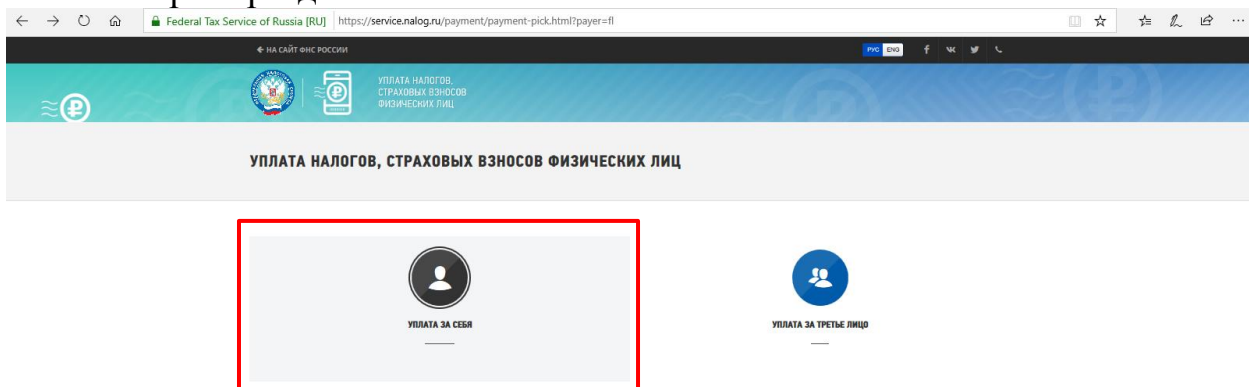 Federal Tax Service of Russia [RU] https://service.nalog.ru/payment/payment-pick.html?payer=fl
НА САЙТ ФНС РОССИИ РУС ENG
УПЛАТА НАЛОГОВ,
СТРАХОВЫХ ВЗНОСОВ
ФИЗИЧЕСКИХ ЛИЦ
УПЛАТА НАЛОГОВ, СТРАХОВЫХ ВЗНОСОВ ФИЗИЧЕСКИХ ЛИЦ
УПЛАТА ЗА СЕБЯ УПЛАТА ЗА ТРЕТЬЕ ЛИЦО